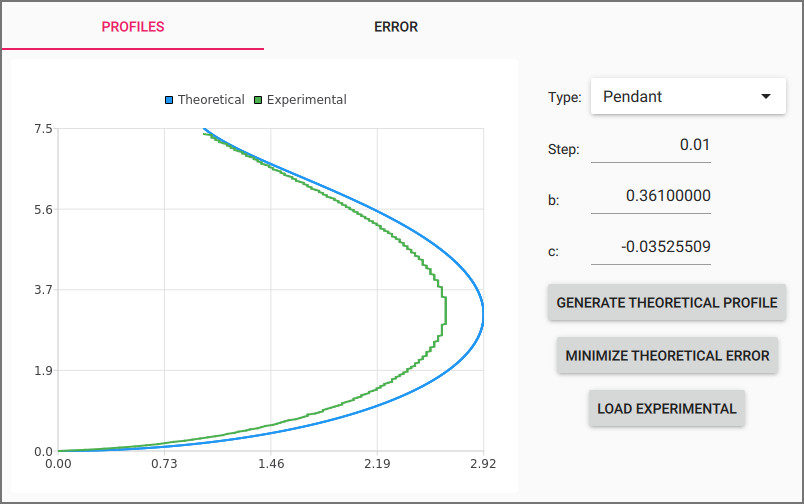 PROFILES ERROR
Theoretical Experimental
7.5
5.6
3.7
1.9
0.0
0.00 0.73 1.46 2.19 2.92
Type: Pendant
Step: 0.01
b: 0.36100000
c: -0.03525509
GENERATE THEORETICAL PROFILE
MINIMIZE THEORETICAL ERROR
LOAD EXPERIMENTAL